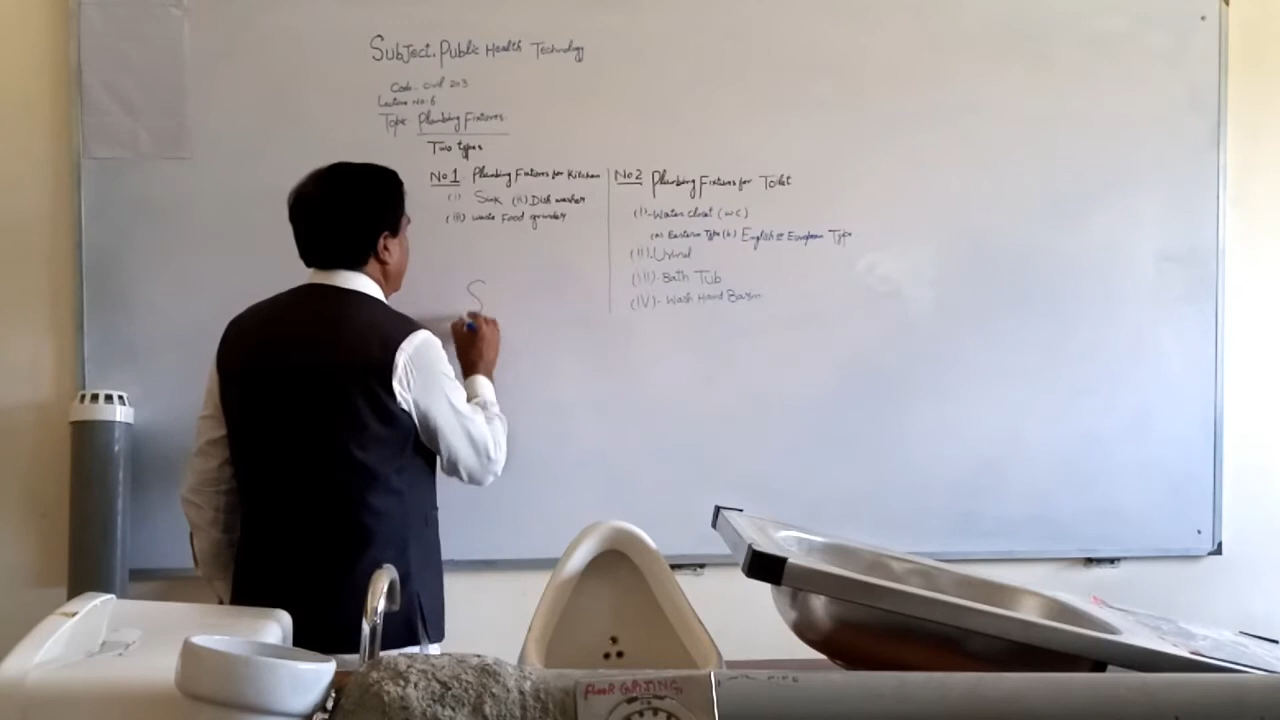 Subject. Public Health Technology
Code - Civil 203
Lecture No-6
Topic Plumbing Fixtures
Two types
No 1 Plumbing Fixtures for Kitchen
(i) Sink (ii) Dish washer
(iii) waste Food grinder
No 2 Plumbing Fixtures for Toilet
(I)-Water Closet (WC)
(a) Eastern Type (b) English or European Type
(II)-Urinal
(III)-Bath Tub
(IV)- Wash Hand Basin
S
FlooR GRATING